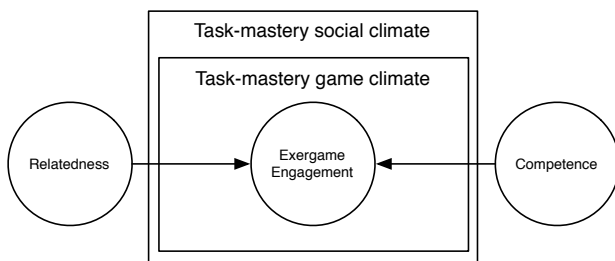 Task-mastery social climate
Task-mastery game climate
Relatedness
Exergame
Engagement
Competence